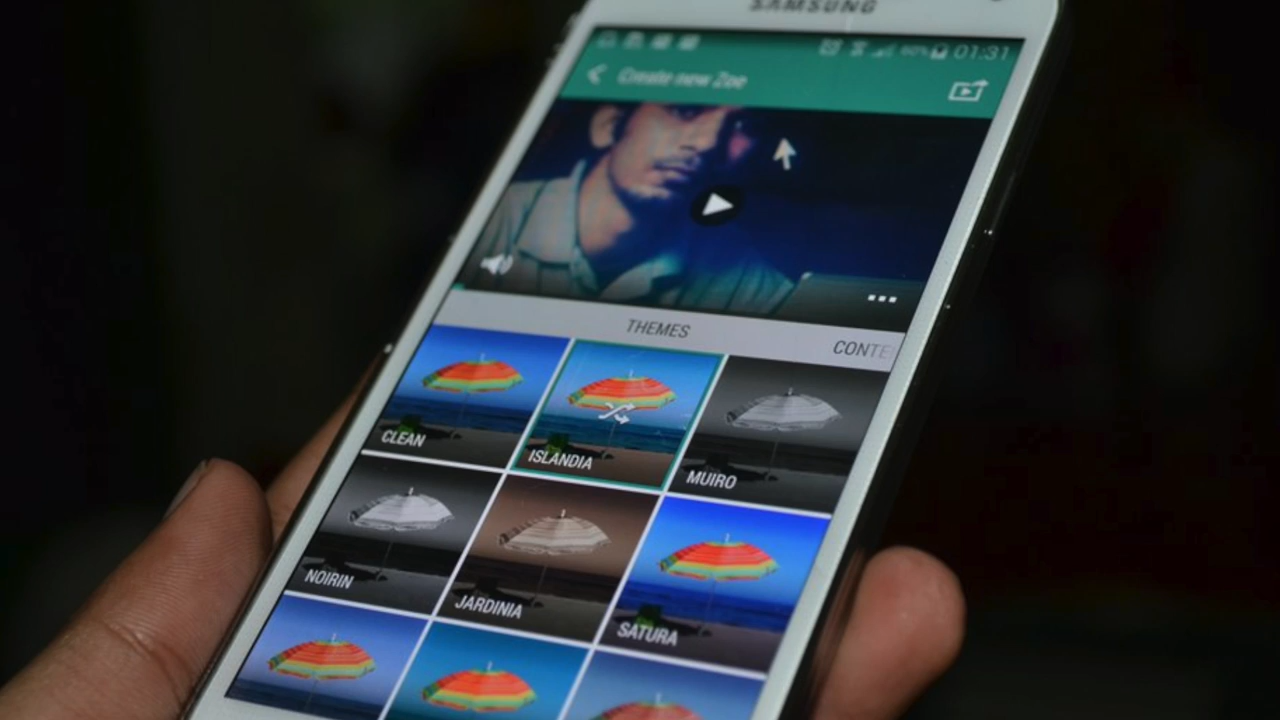 SAMSUNG
01:31
Create new Zoe
THEMES
CONTE
CLEAN
ISLANDIA
MUIRO
NOIRIN
JARDINIA
SATURA